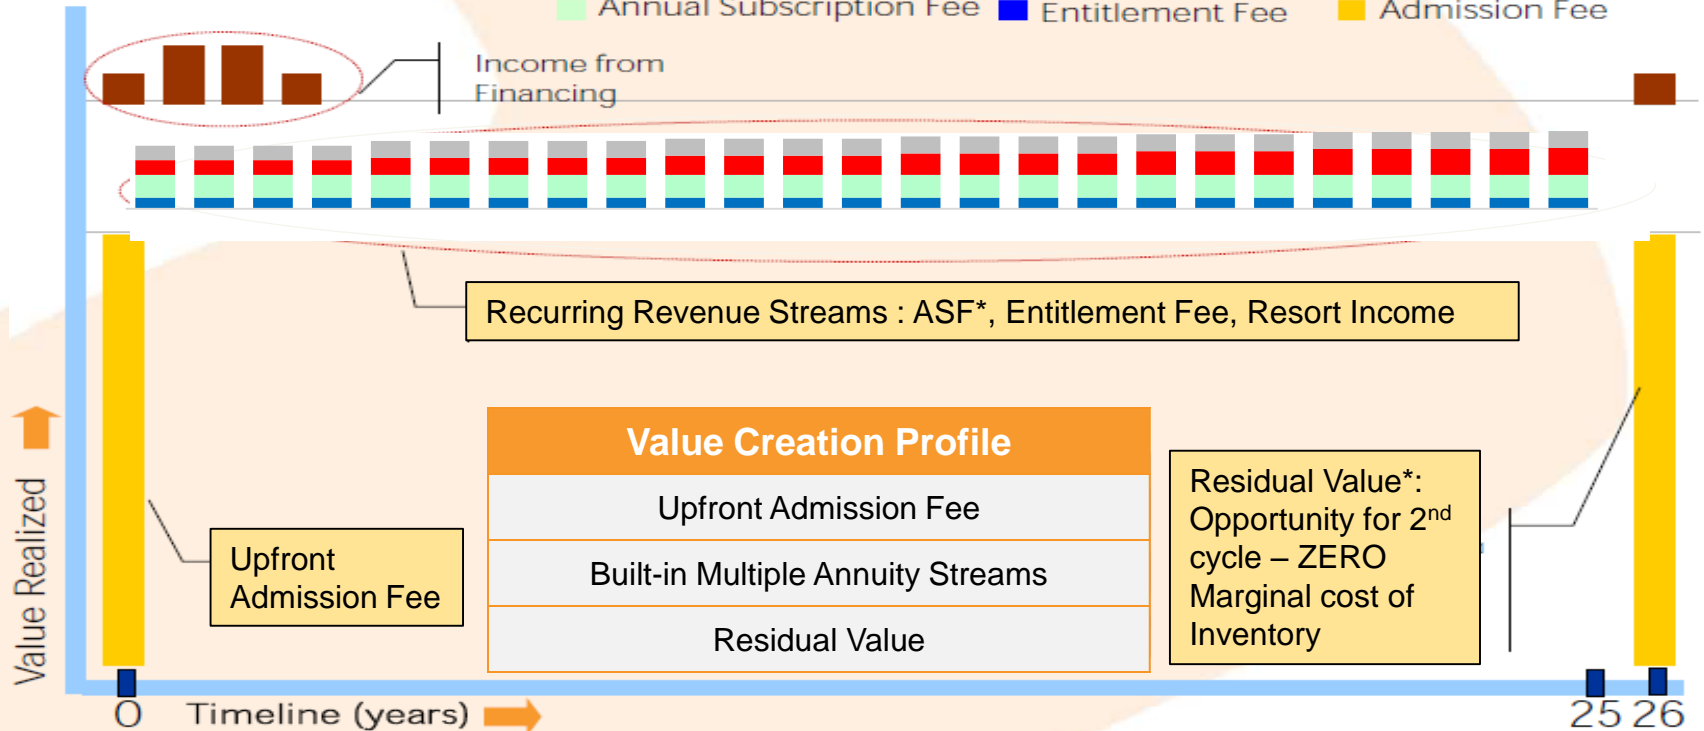 Annual Subscription Fee Entitlement Fee Admission Fee
Income from
Financing
Recurring Revenue Streams : ASF*, Entitlement Fee, Resort Income
Value Creation Profile
Upfront Admission Fee
Built-in Multiple Annuity Streams
Residual Value
Upfront
Admission Fee
Residual Value*:
Opportunity for 2nd
cycle – ZERO
Marginal cost of
Inventory
Value Realized
0 Timeline (years) 25 26